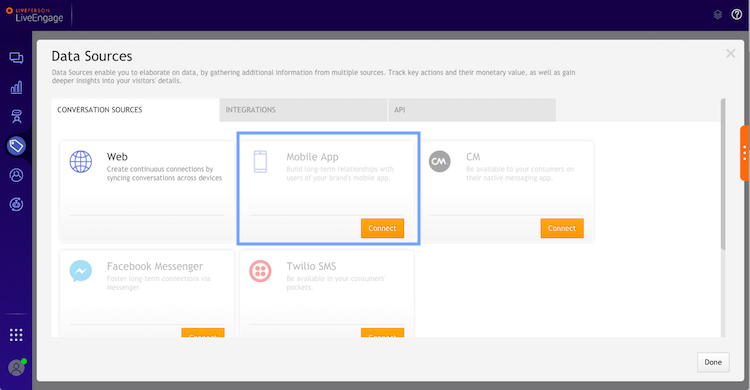 LIVEPERSON
LiveEngage
Data Sources
Data Sources enable you to elaborate on data, by gathering additional information from multiple sources. Track key actions and their monetary value, as well as gain
deeper insights into your visitors' details.
CONVERSATION SOURCES
INTEGRATIONS
API
Web
Create continuous connections by
syncing conversations across devices
Mobile App
Build long-term relationships with
users of your brand's mobile app.
Connect
CM
CM
Be available to your consumers on
their native messaging app.
Connect
Facebook Messenger
Foster long-term connections via
Messenger.
Connect
Twilio SMS
Be available in your consumers'
pockets.
Connect
Done